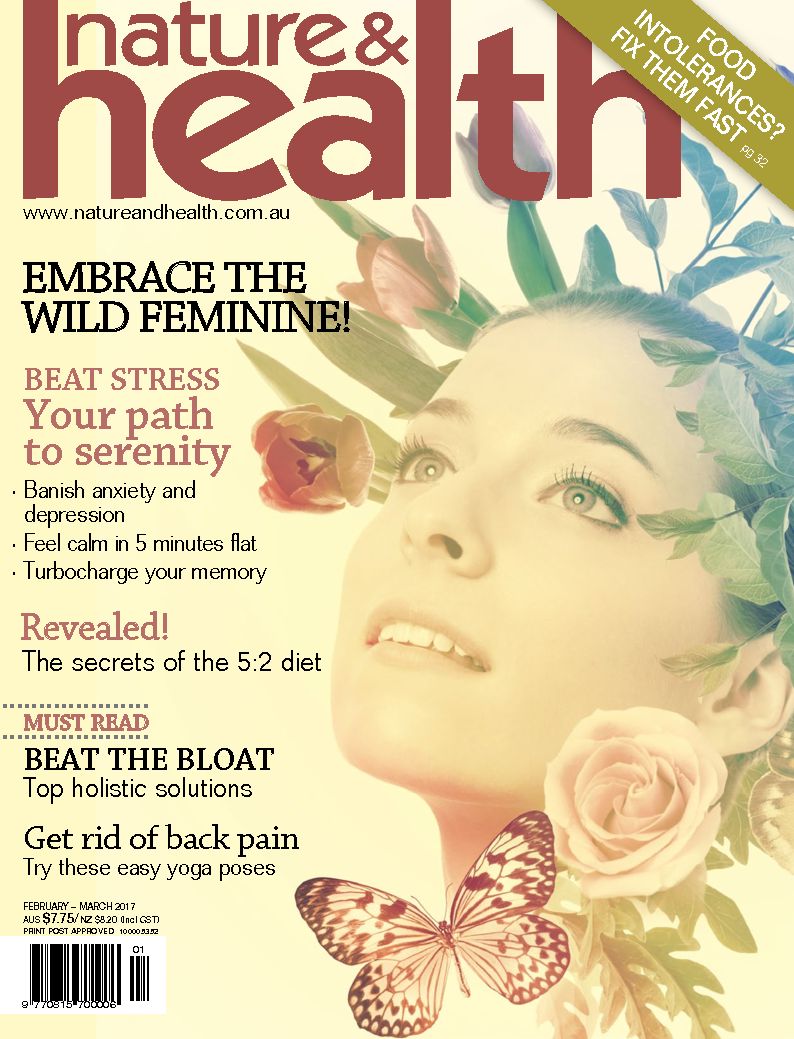 nature &
health
FOOD
INTOLERANCES?
FIX THEM FAST
pg 32
www.natureandhealth.com.au
EMBRACE THE
WILD FEMININE!
BEAT STRESS
Your path
to serenity
· Banish anxiety and
depression
· Feel calm in 5 minutes flat
· Turbocharge your memory
Revealed!
The secrets of the 5:2 diet
MUST READ
BEAT THE BLOAT
Top holistic solutions
Get rid of back pain
Try these easy yoga poses
FEBRUARY – MARCH 2017
AUS $7.75/NZ $8.20 (incl GST)
PRINT POST APPROVED 100009352
01
9 770815 700006